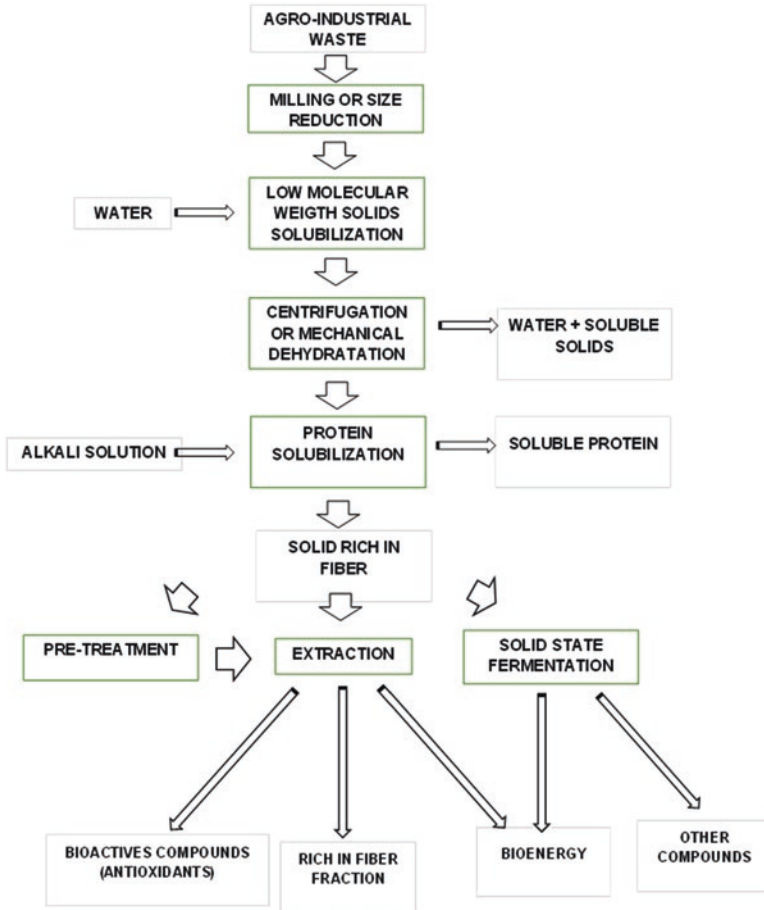 AGRO-INDUSTRIAL
WASTE
MILLING OR SIZE
REDUCTION
LOW MOLECULAR
WEIGTH SOLIDS
SOLUBILIZATION
WATER
CENTRIFUGATION
OR MECHANICAL
DEHYDRATATION
WATER + SOLUBLE
SOLIDS
PROTEIN
SOLUBILIZATION
ALKALI SOLUTION
SOLUBLE PROTEIN
SOLID RICH IN
FIBER
PRE-TREATMENT
EXTRACTION
SOLID STATE
FERMENTATION
BIOACTIVES COMPOUNDS
(ANTIOXIDANTS)
RICH IN FIBER
FRACTION
BIOENERGY
OTHER
COMPOUNDS